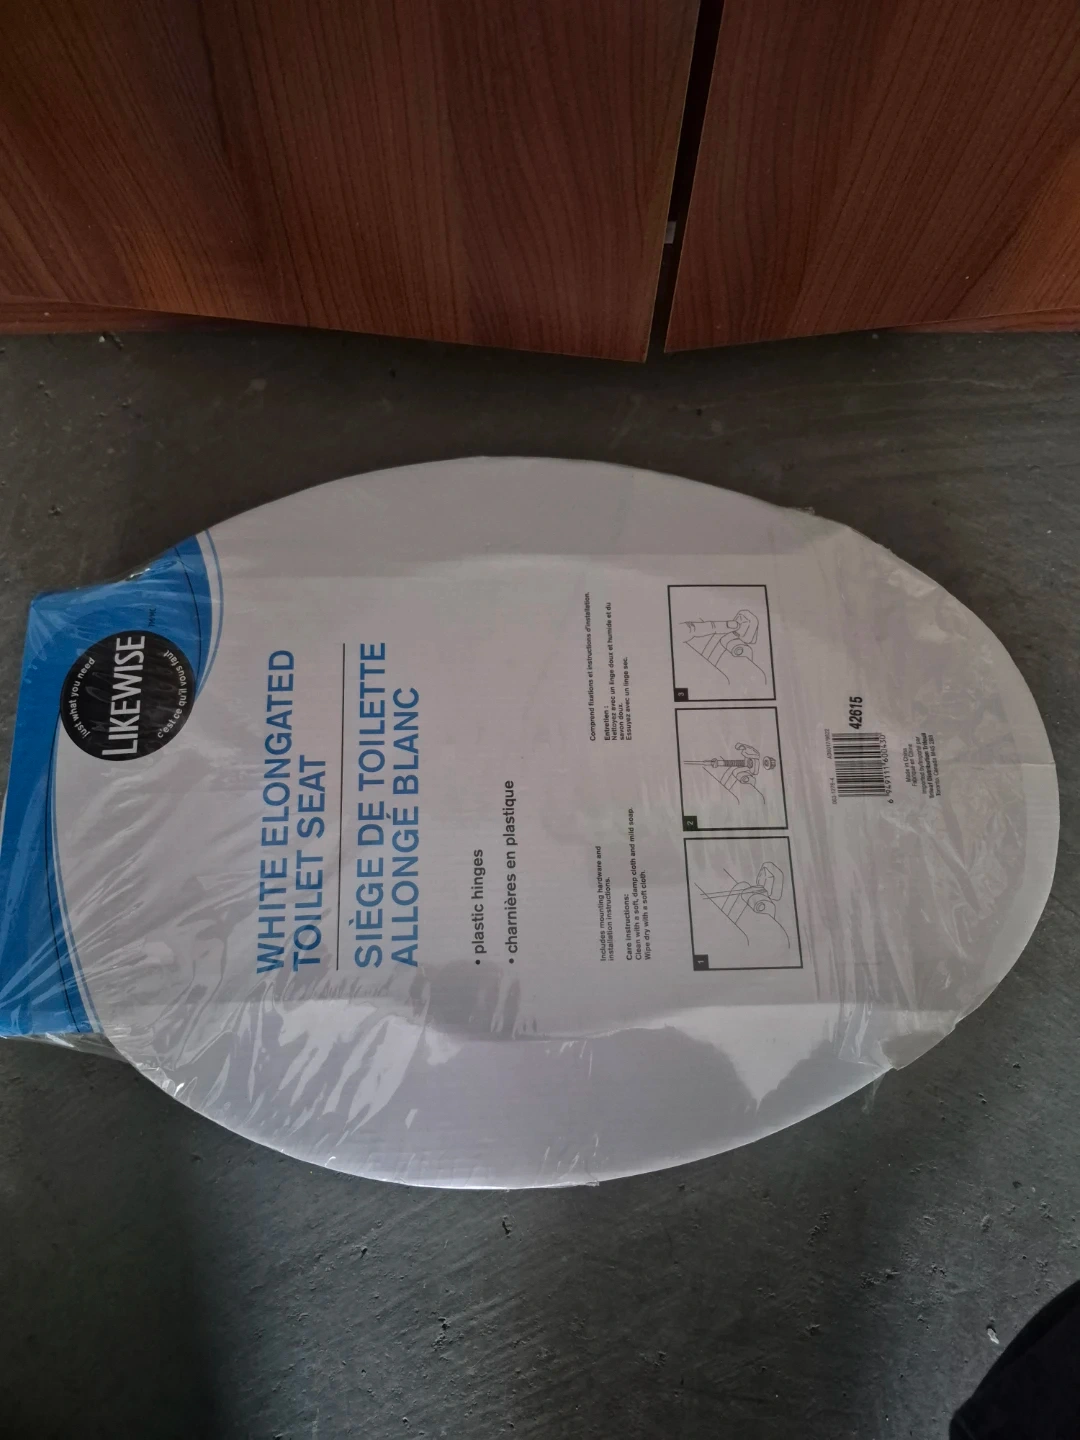 just what you need
LIKEWISE
c'est ce qu'il vous faut
WHITE ELONGATED
TOILET SEAT
SIÈGE DE TOILETTE
ALLONGÉ BLANC
• plastic hinges
• charnières en plastique
Includes mounting hardware and
installation instructions.
Care instructions:
Clean with a soft, damp cloth and mild soap.
Wipe dry with a soft cloth.
Comprend fixations et instructions d'installation.
Entretien :
Nettoyez avec un linge doux et humide et du
savon doux.
Essuyez avec un linge sec.
1
2
3
42615
Made in China
Fabriqué en Chine